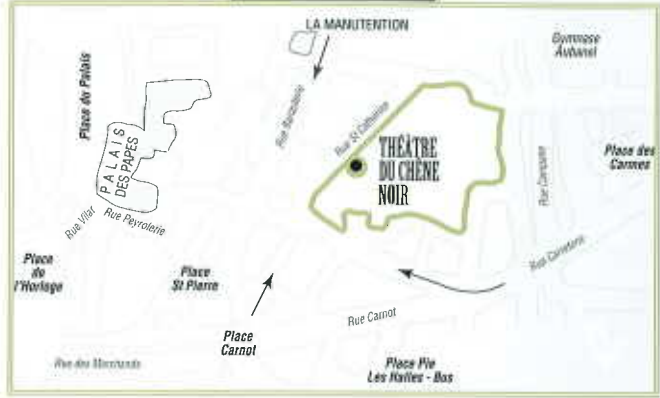 LA MANUTENTION
Gymnase
Aubanel
Place du Palais
Rue Banasterie
Rue St Catherine
PALAIS
DES PAPES
THÉÂTRE
DU CHÊNE
NOIR
Place des
Carmes
Rue Vilar
Rue Peyrolerie
Rue Carreterie
Place
de
l'Horloge
Place
St Pierre
Place
Carnot
Rue Carnot
Rue des Marchands
Place Pie
Les Halles - Bus